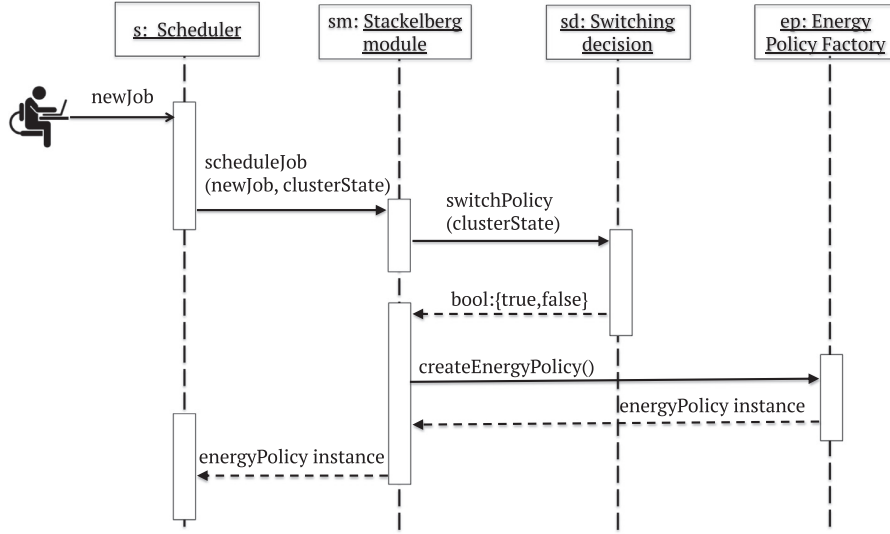 s: Scheduler
sm: Stackelberg
module
sd: Switching
decision
ep: Energy
Policy Factory
newJob
scheduleJob
(newJob, clusterState)
switchPolicy
(clusterState)
bool:{true,false}
createEnergyPolicy()
energyPolicy instance
energyPolicy instance